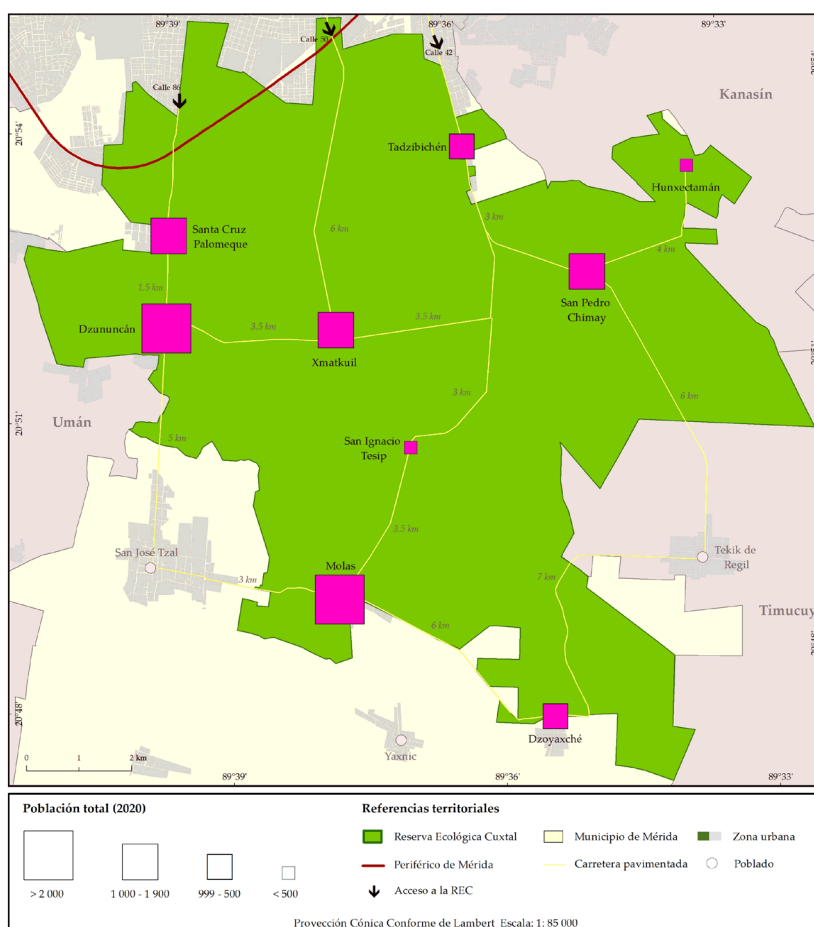 89°39'
89°36'
89°33'
Calle 50
Calle 42
20°54'
Calle 86
Kanasín
20°54'
Tadzibichén
Hunxectamán
3 km
Santa Cruz
Palomeque
6 km
4 km
1.5 km
San Pedro
Chimay
Dzununcán
3.5 km
3.5 km
Xmatkuil
20°51'
3 km
6 km
20°51'
Umán
San Ignacio
Tesip
5 km
3.5 km
San José Tzal
Tekik de
Regil
Molas
3 km
7 km
Timucuy
6 km
20°48'
20°48'
Dzoyaxché
Yaxnic
0 1 2 km
89°39'
89°36'
89°33'
Población total (2020)
> 2 000
1 000 - 1 900
999 - 500
< 500
Referencias territoriales
Reserva Ecológica Cuxtal
Municipio de Mérida
Zona urbana
Periférico de Mérida
Carretera pavimentada
Poblado
Acceso a la REC
Proyección Cónica Conforme de Lambert Escala: 1: 85 000